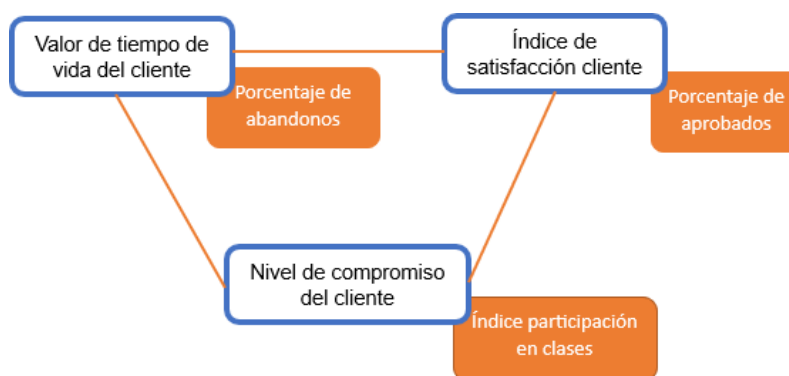 Valor de tiempo de
vida del cliente
Índice de
satisfacción cliente
Porcentaje de
abandonos
Porcentaje de
aprobados
Nivel de compromiso
del cliente
Índice participación
en clases